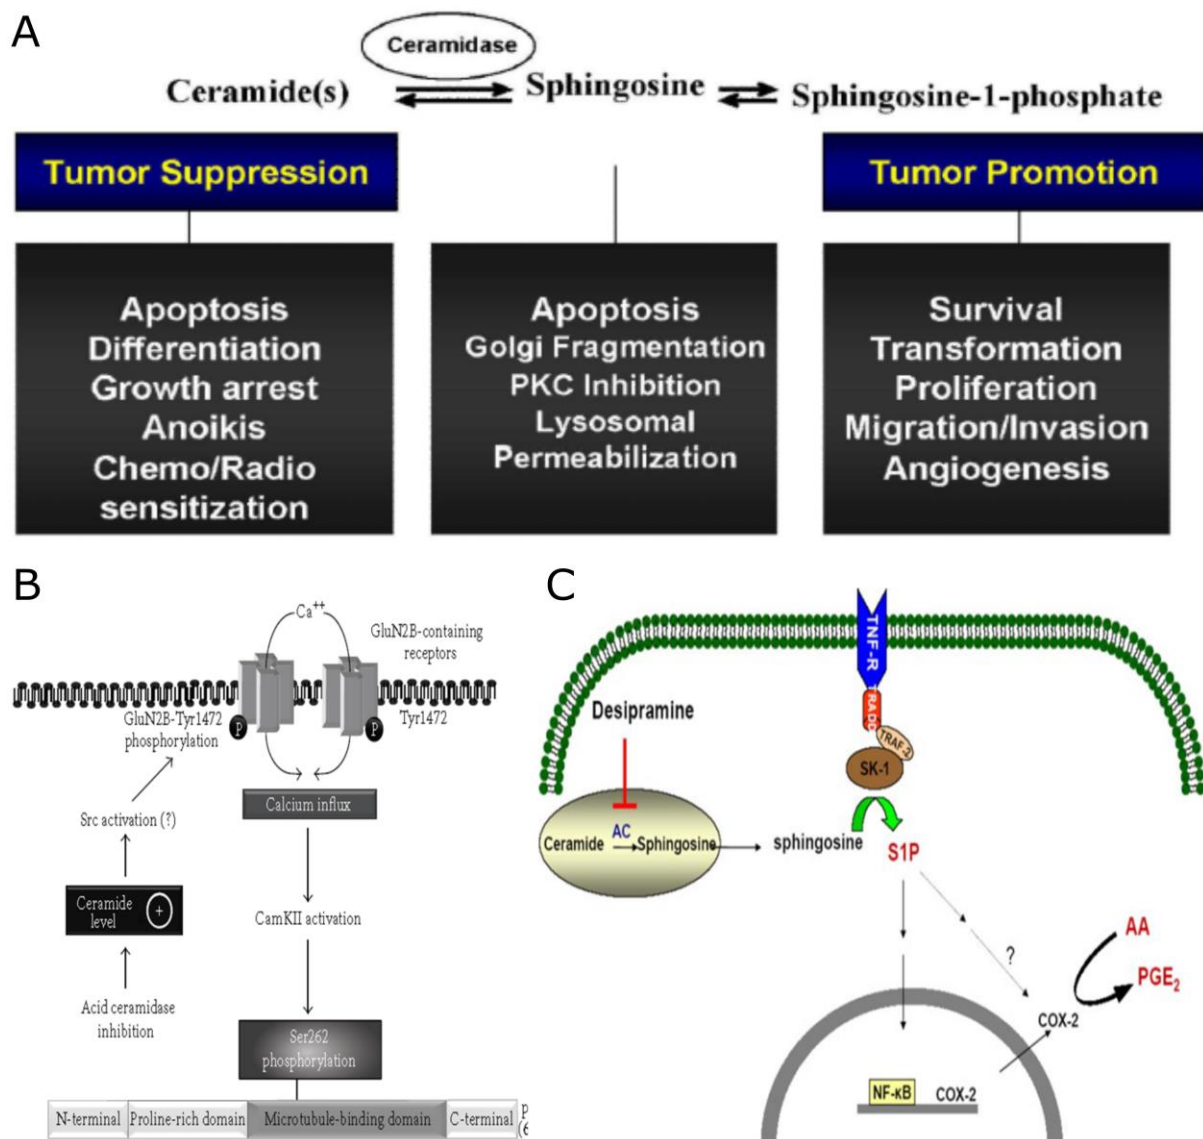 A
Ceramidase
Ceramide(s)
Sphingosine
Sphingosine-1-phosphate
Tumor Suppression
Tumor Promotion
Apoptosis
Differentiation
Growth arrest
Anoikis
Chemo/Radio
sensitization
Apoptosis
Golgi Fragmentation
PKC Inhibition
Lysosomal
Permeabilization
Survival
Transformation
Proliferation
Migration/Invasion
Angiogenesis
B
Ca++
GluN2B-containing
receptors
GluN2B-Tyr1472
phosphorylation
P
P
Tyr1472
Calcium influx
Src activation (?)
Ceramide
level
+
CamKII activation
Acid ceramidase
inhibition
Ser262
phosphorylation
N-terminal
Proline-rich domain
Microtubule-binding domain
C-terminal
C
TNF-R
TRADD
TRAF-2
SK-1
Desipramine
AC
Ceramide
Sphingosine
sphingosine
S1P
?
AA
PGE2
COX-2
NF-κB
COX-2